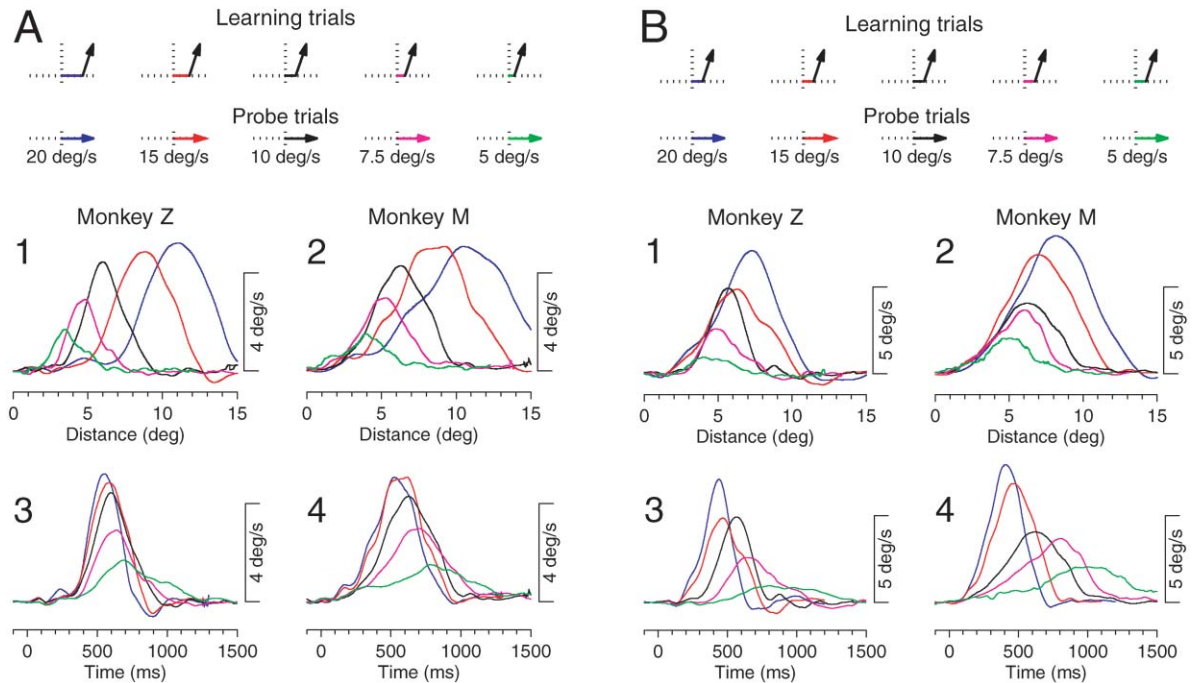 A
Learning trials
Probe trials
20 deg/s 15 deg/s 10 deg/s 7.5 deg/s 5 deg/s
Monkey Z Monkey M
1 2
4 deg/s 4 deg/s
0 5 10 15 0 5 10 15
Distance (deg) Distance (deg)
3 4
4 deg/s 4 deg/s
0 500 1000 1500 0 500 1000 1500
Time (ms) Time (ms)
B
Learning trials
Probe trials
20 deg/s 15 deg/s 10 deg/s 7.5 deg/s 5 deg/s
Monkey Z Monkey M
1 2
5 deg/s 5 deg/s
0 5 10 15 0 5 10 15
Distance (deg) Distance (deg)
3 4
5 deg/s 5 deg/s
0 500 1000 1500 0 500 1000 1500
Time (ms) Time (ms)